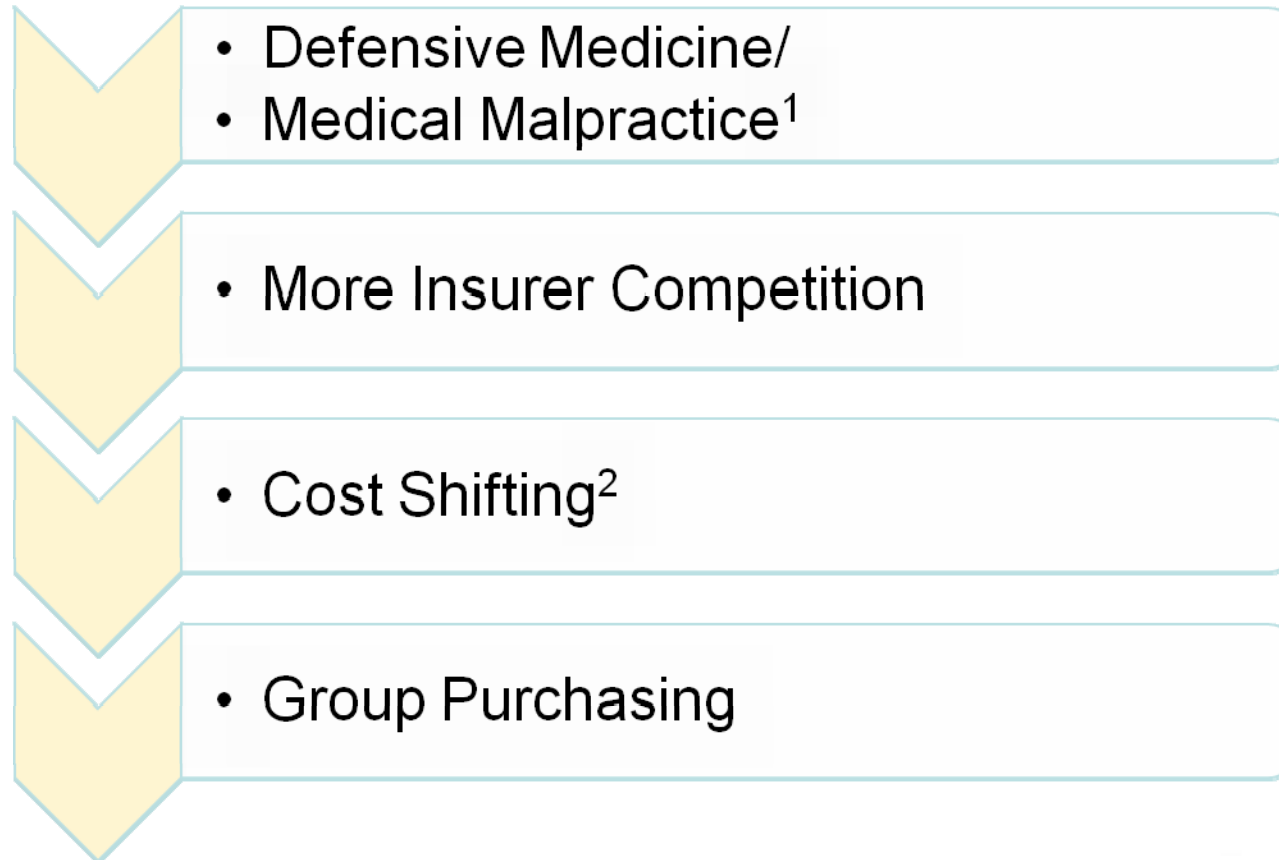 • Defensive Medicine/
• Medical Malpractice¹
• More Insurer Competition
• Cost Shifting²
• Group Purchasing